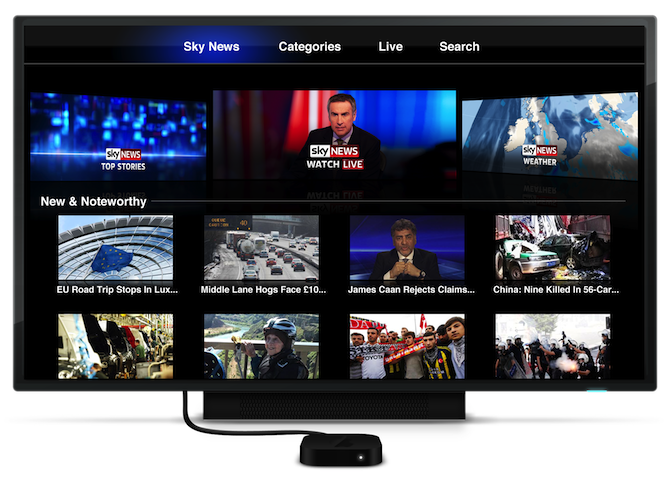 Sky News Categories Live Search
sky NEWS
TOP STORIES
sky NEWS
WATCH LIVE
sky NEWS
WEATHER
New & Noteworthy
EU Road Trip Stops In Lux...
Middle Lane Hogs Face £10...
James Caan Rejects Claims...
China: Nine Killed In 56-Car...
TOYOTA